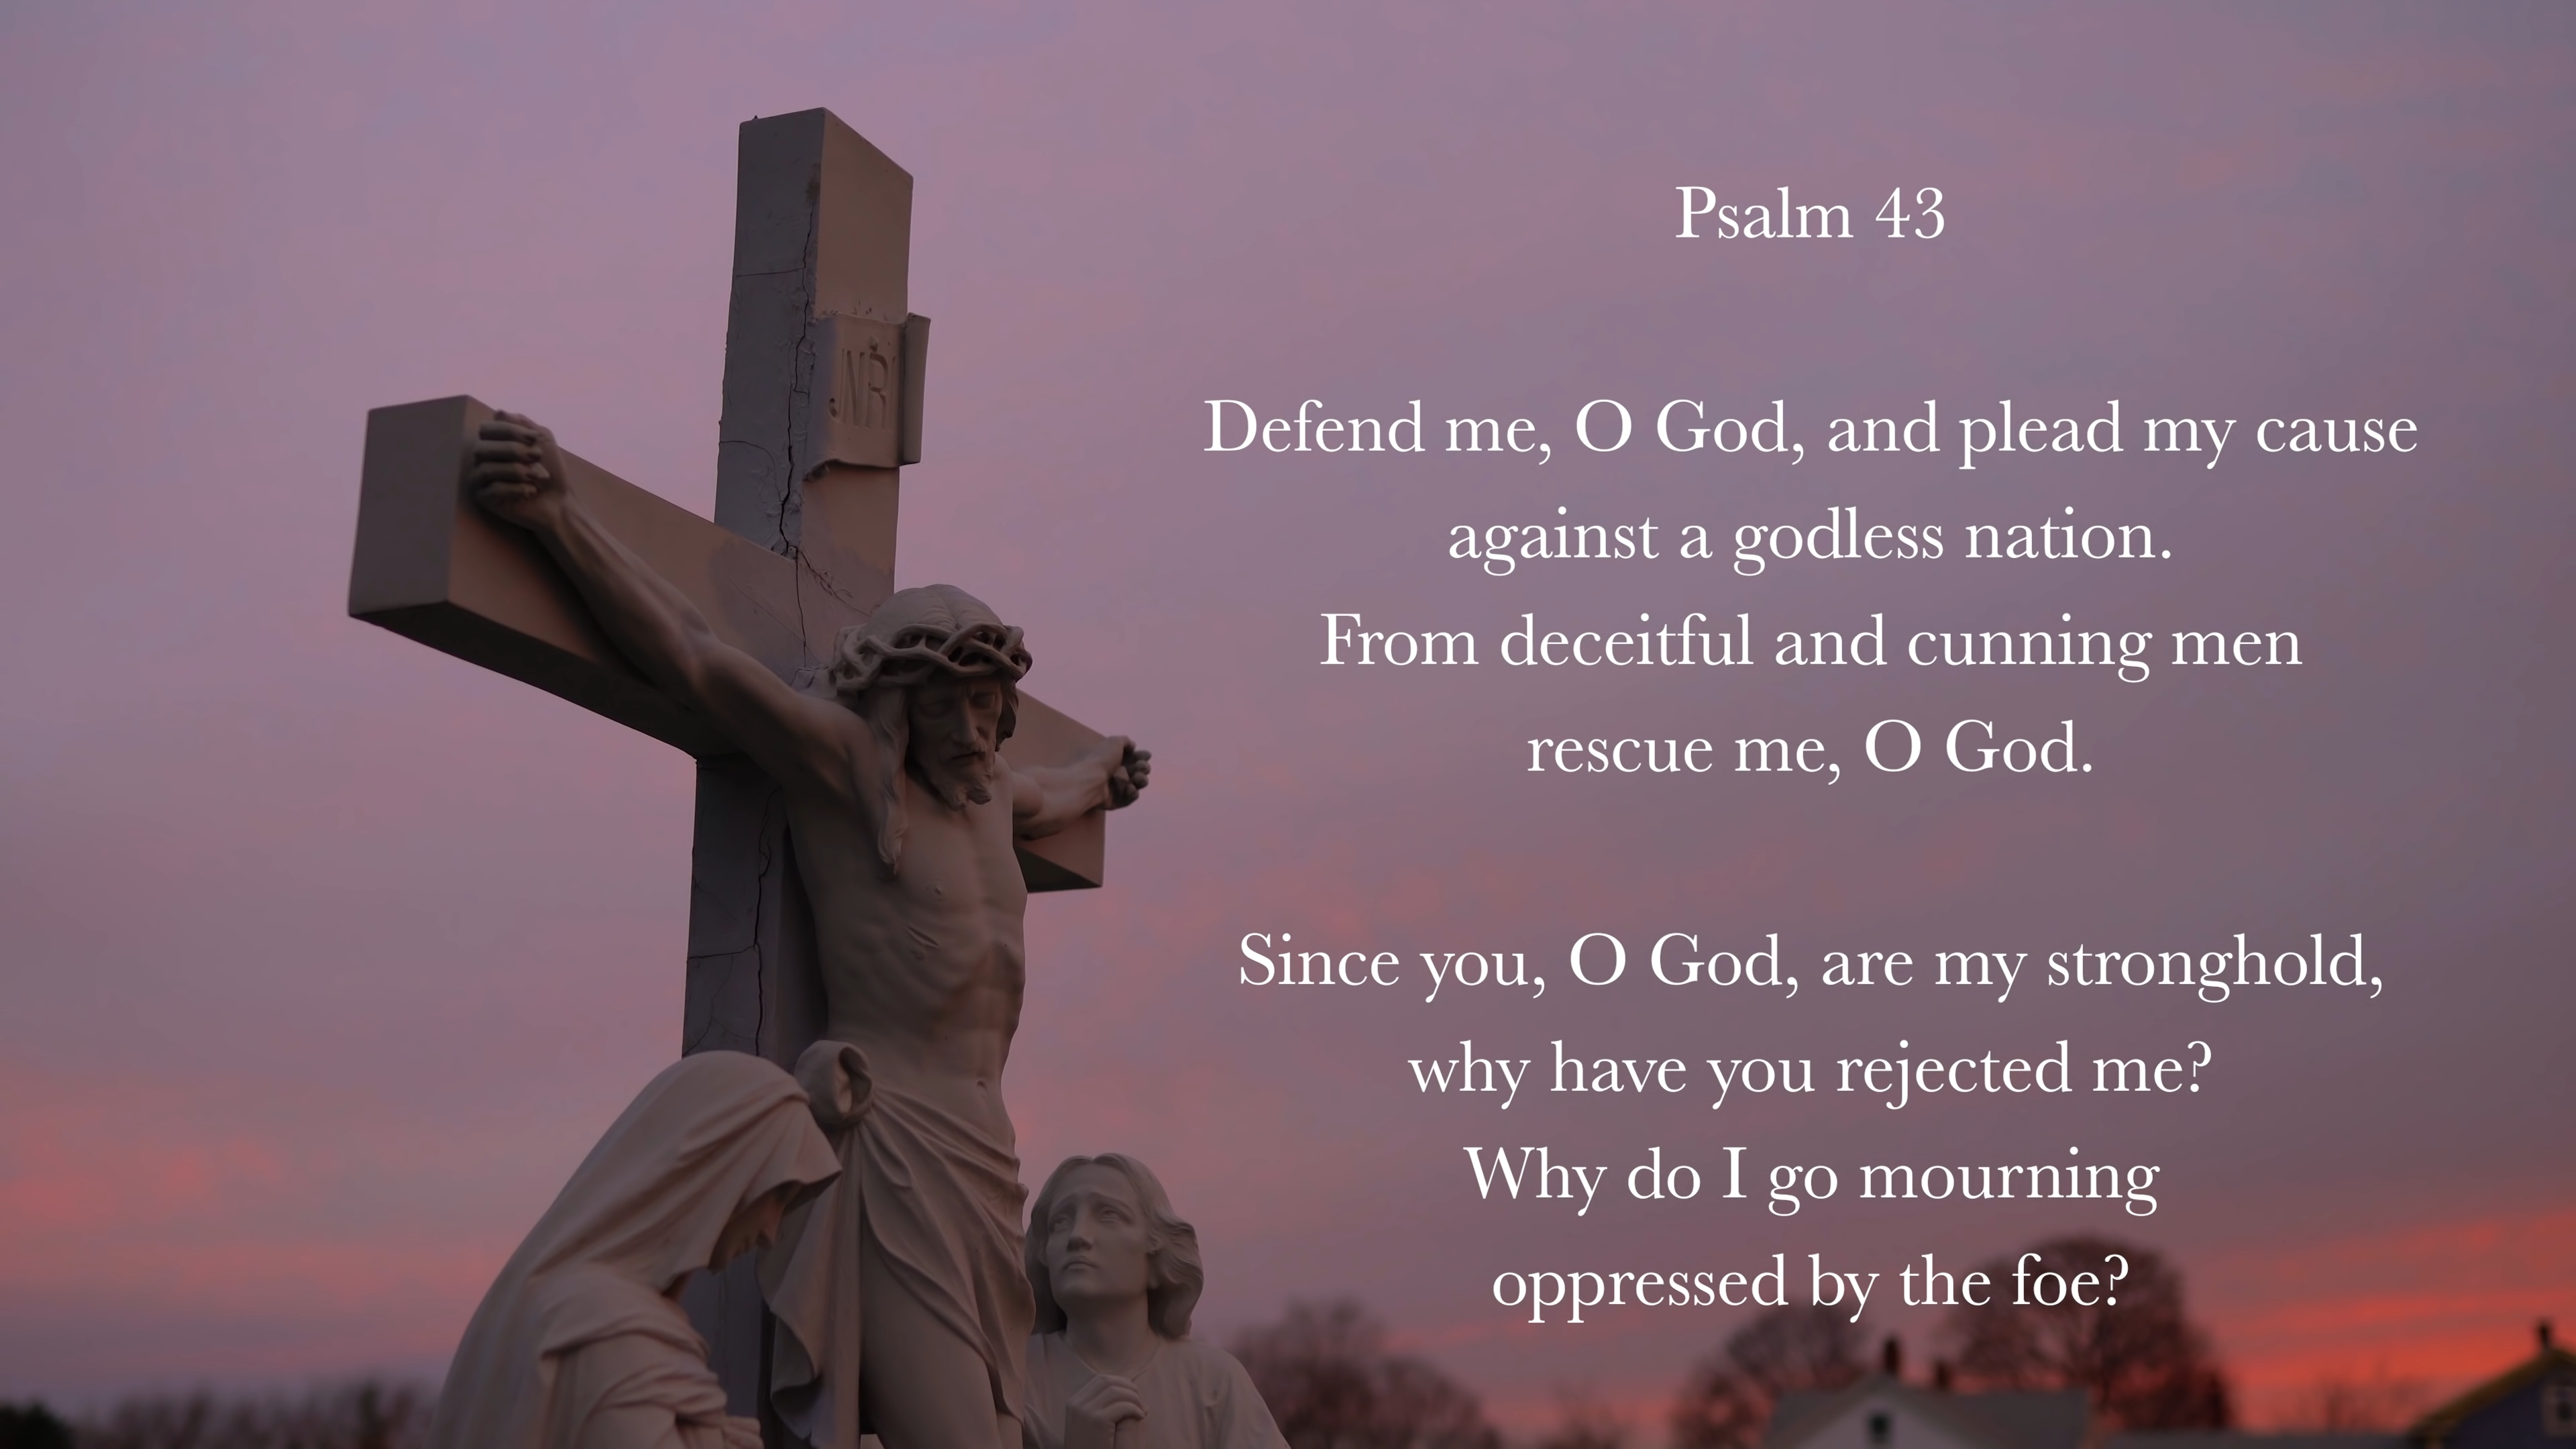 JNRI
Psalm 43
Defend me, O God, and plead my cause
against a godless nation.
From deceitful and cunning men
rescue me, O God.
Since you, O God, are my stronghold,
why have you rejected me?
Why do I go mourning
oppressed by the foe?